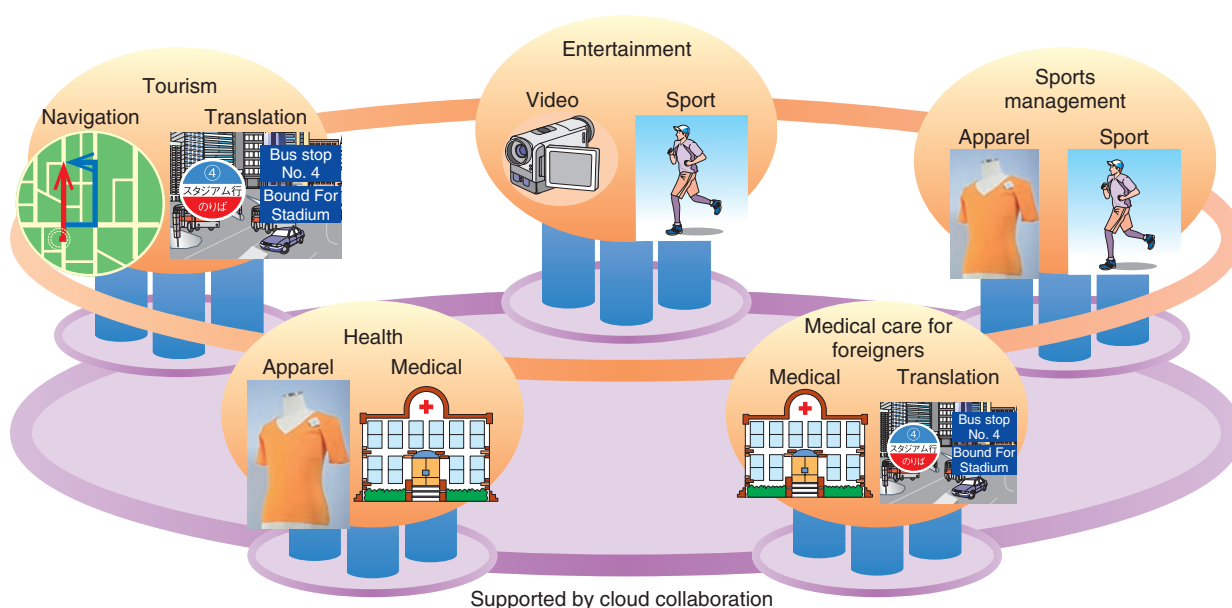 Entertainment
Video
Sport
Tourism
Navigation
Translation
④
スタジアム行
のりば
Bus stop
No. 4
Bound For
Stadium
Sports
management
Apparel
Sport
Health
Apparel
Medical
Medical care for
foreigners
Medical
Translation
④
スタジアム行
のりば
Bus stop
No. 4
Bound For
Stadium
Supported by cloud collaboration